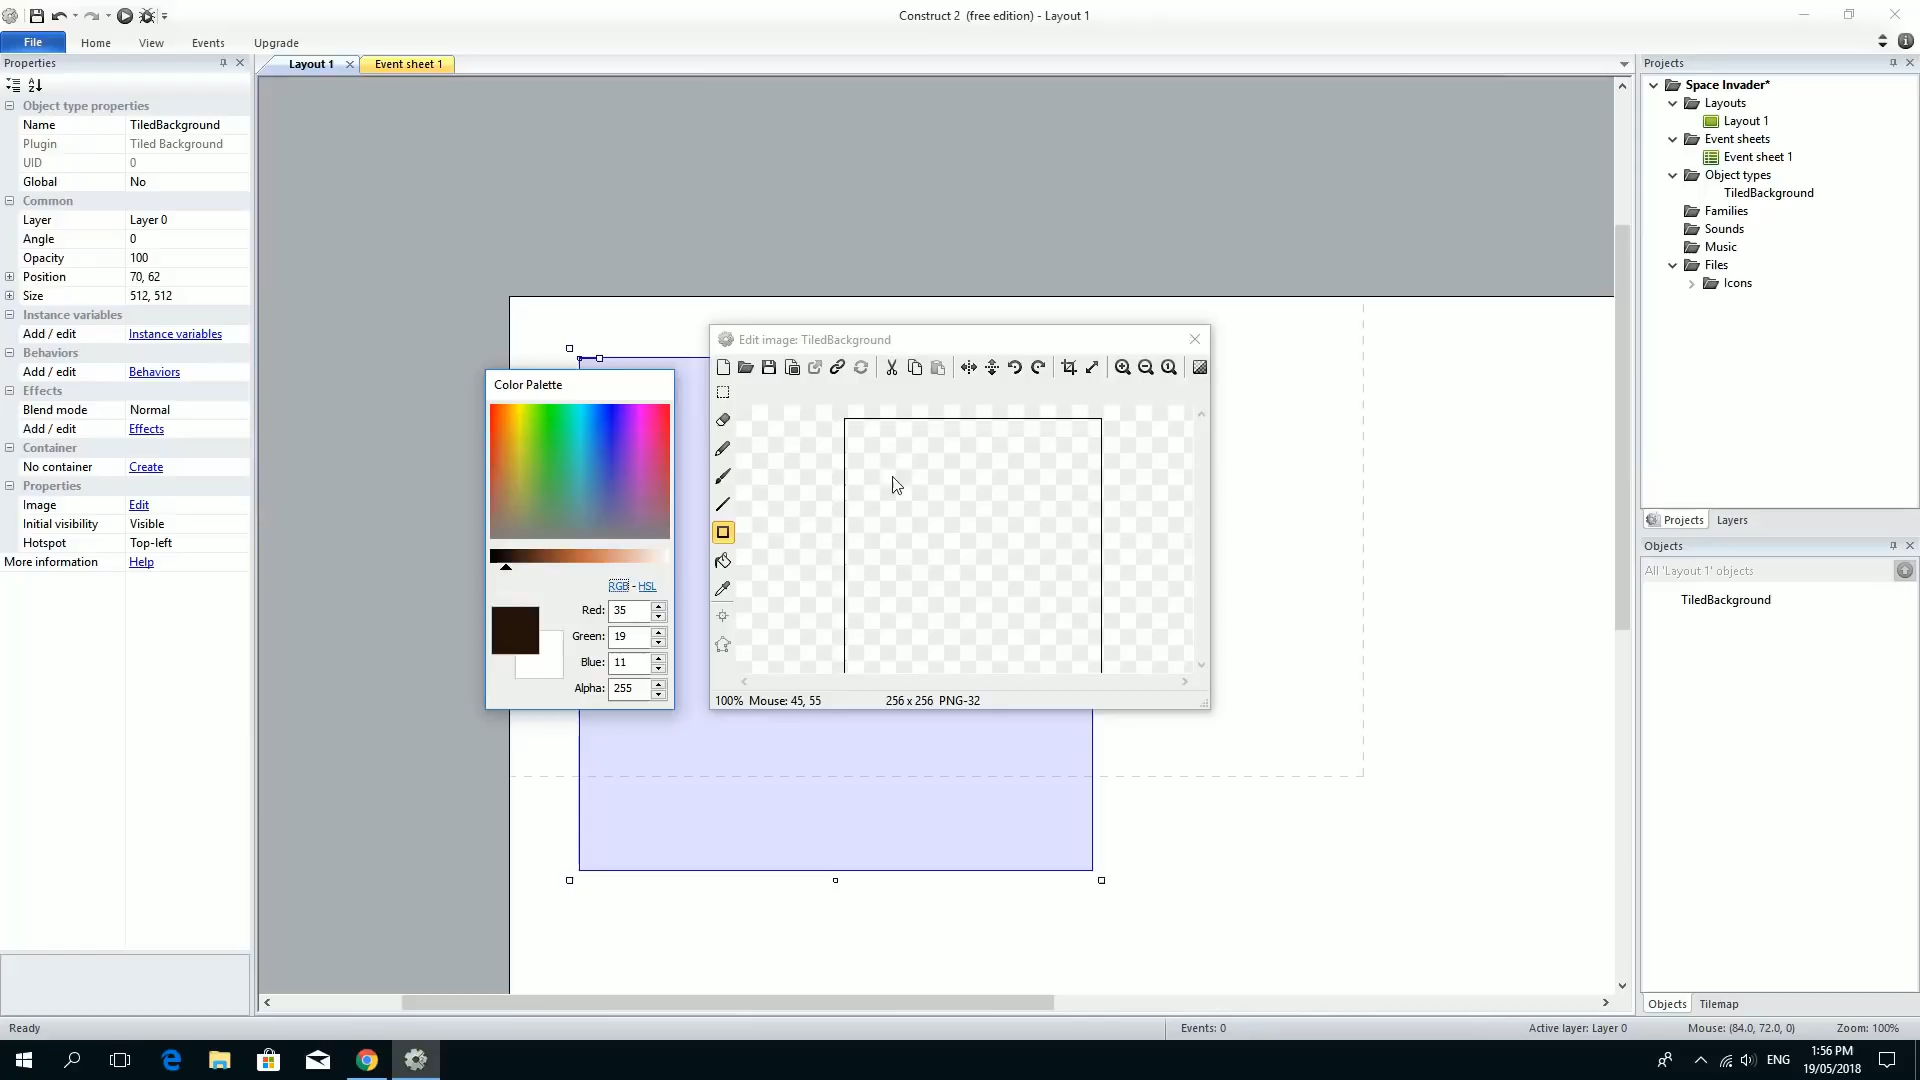 Construct 2 (free edition) - Layout 1
File Home View Events Upgrade
Properties
Object type properties
Name TiledBackground
Plugin Tiled Background
UID 0
Global No
Common
Layer Layer 0
Angle 0
Opacity 100
Position 70, 62
Size 512, 512
Instance variables
Add / edit Instance variables
Behaviors
Add / edit Behaviors
Effects
Blend mode Normal
Add / edit Effects
Container
No container Create
Properties
Image Edit
Initial visibility Visible
Hotspot Top-left
More information Help
Layout 1 Event sheet 1
Color Palette
RGB - HSL
Red: 35
Green: 19
Blue: 11
Alpha: 255
Edit image: TiledBackground
100% Mouse: 45, 55 256 x 256 PNG-32
Projects
Space Invader*
Layouts
Layout 1
Event sheets
Event sheet 1
Object types
TiledBackground
Families
Sounds
Music
Files
Icons
Projects Layers
Objects
All 'Layout 1' objects
TiledBackground
Objects Tilemap
Ready Events: 0 Active layer: Layer 0 Mouse: (84.0, 72.0, 0) Zoom: 100%
ENG
1:56 PM
19/05/2018